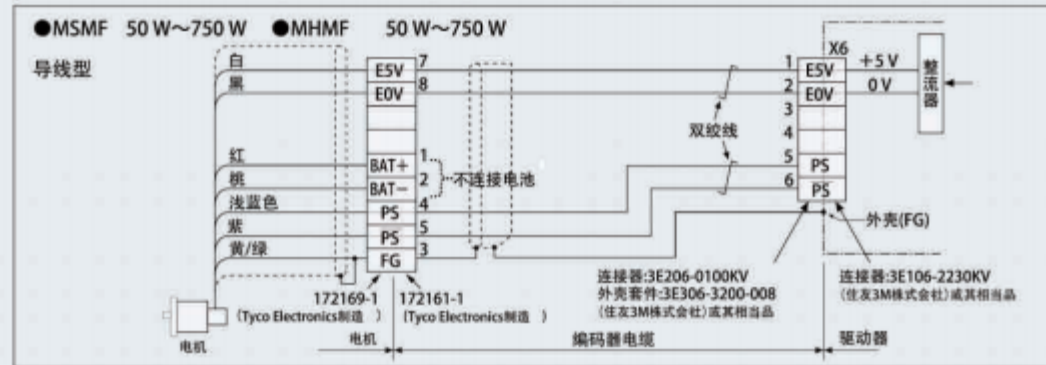 ●MSMF 50 W～750 W ●MHMF 50 W～750 W
导线型
白
黑
红
桃
浅蓝色
紫
黄/绿
E5V
E0V
BAT+
BAT−
PS
PS
FG
7
8
1
2
4
5
3
不连接电池
双绞线
X6
1
2
3
4
5
6
E5V
E0V
PS
PS
+5 V
0 V
整流器
外壳(FG)
172169-1
(Tyco Electronics制造 )
172161-1
(Tyco Electronics制造 )
连接器:3E206-0100KV
外壳套件:3E306-3200-008
(住友3M株式会社)或其相当品
连接器:3E106-2230KV
(住友3M株式会社)或其相当品
电机
电机
编码器电缆
驱动器